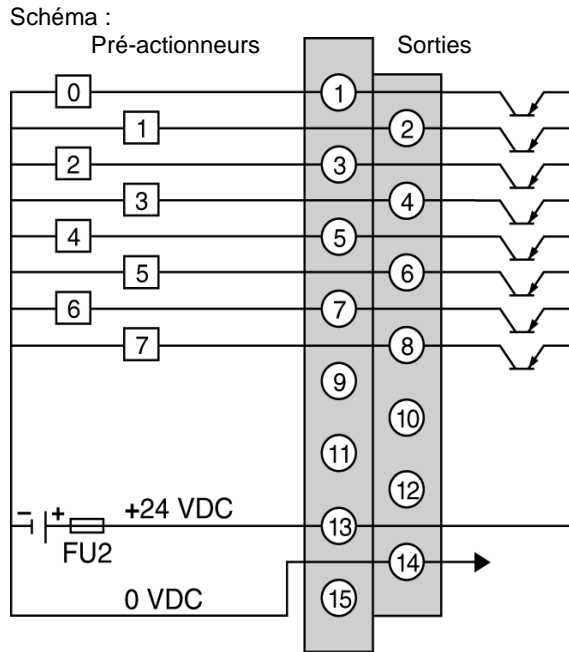 Schéma :
Pré-actionneurs Sorties
0 1
1 2
2 3
3 4
4 5
5 6
6 7
7 8
9
10
11
12
− + +24 VDC 13
FU2
14
0 VDC 15